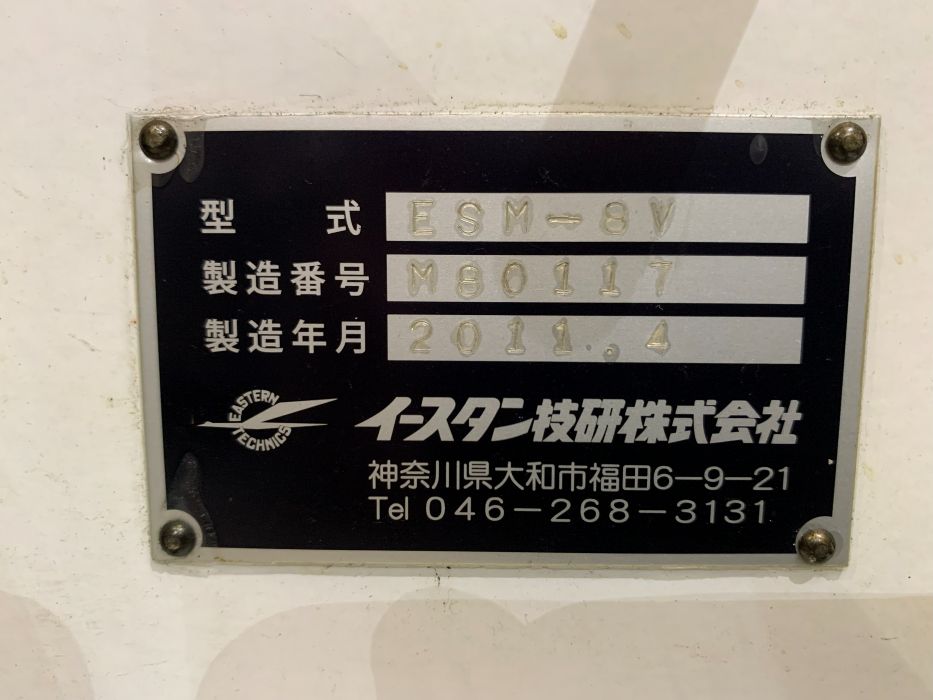 型 式 ESM-8V
製造番号 M80117
製造年月 2011.4
EASTERN TECHNICS
イースタン技研株式会社
神奈川県大和市福田6-9-21
Tel 046-268-3131